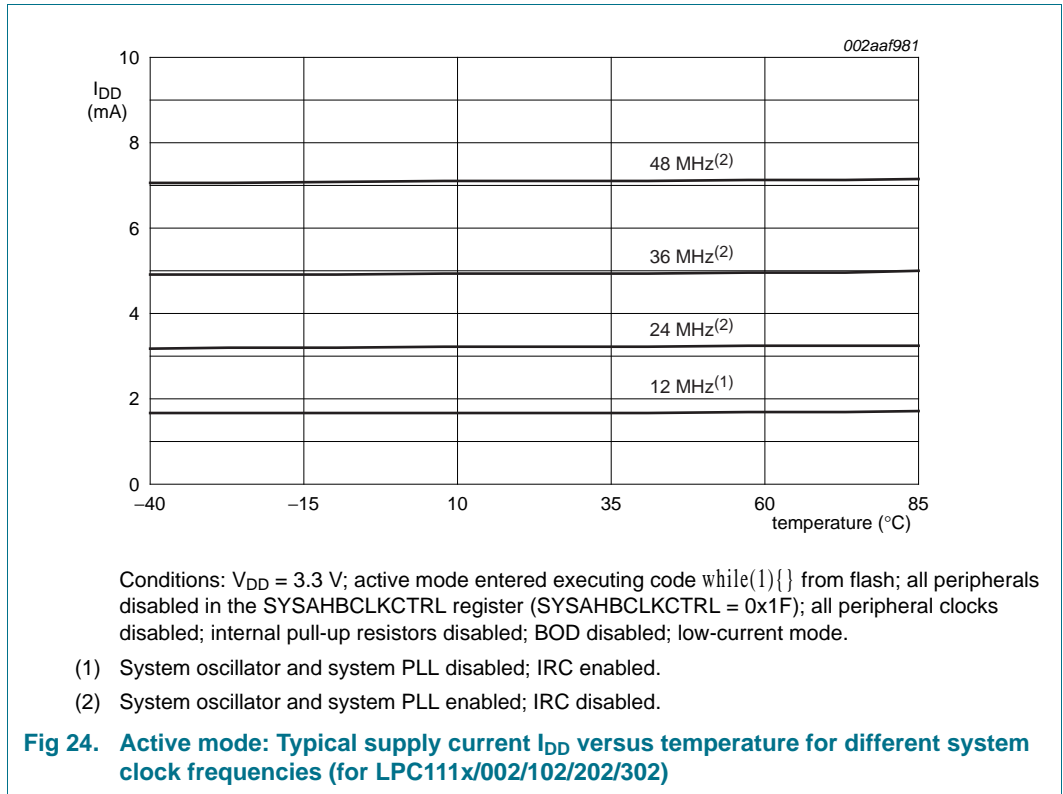 002aaf981
10
I_DD
(mA)
8
48 MHz(2)
6
36 MHz(2)
4
24 MHz(2)
12 MHz(1)
2
0
−40 −15 10 35 60 85
temperature (°C)
Conditions: V_DD = 3.3 V; active mode entered executing code while(1){} from flash; all peripherals
disabled in the SYSAHBCLKCTRL register (SYSAHBCLKCTRL = 0x1F); all peripheral clocks
disabled; internal pull-up resistors disabled; BOD disabled; low-current mode.
(1) System oscillator and system PLL disabled; IRC enabled.
(2) System oscillator and system PLL enabled; IRC disabled.
Fig 24. Active mode: Typical supply current I_DD versus temperature for different system
clock frequencies (for LPC111x/002/102/202/302)